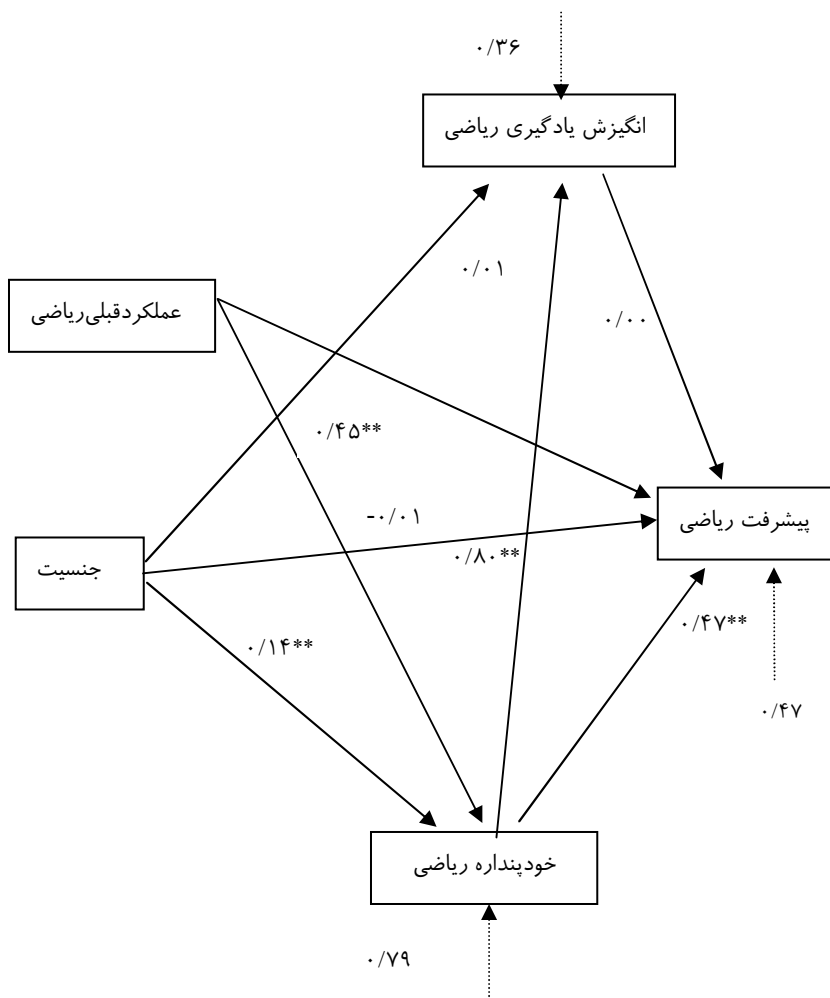 ۰/۳۶
انگیزش یادگیری ریاضی
۰/۰۱
۰/۰۰
عملکردقبلی‌ریاضی
۰/۴۵**
-۰/۰۱
پیشرفت ریاضی
۰/۸۰**
جنسیت
۰/۴۷**
۰/۱۴**
۰/۴۷
خودپنداره ریاضی
۰/۷۹